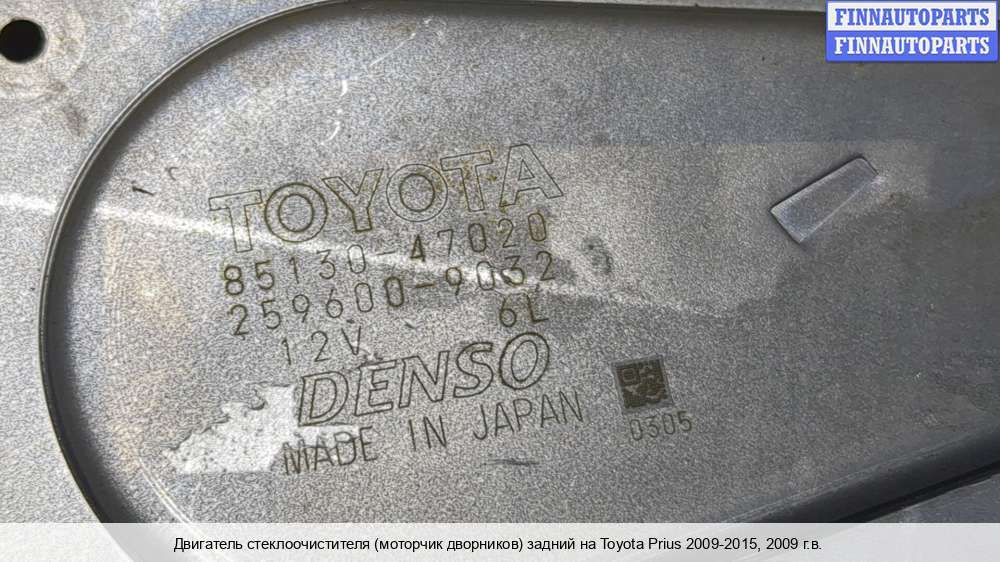 FINNAUTOPARTS
FINNAUTOPARTS
TOYOTA
85130-47020
259600-9032
12V 6L
DENSO
MADE IN JAPAN
0305
Двигатель стеклоочистителя (моторчик дворников) задний на Toyota Prius 2009-2015, 2009 г.в.